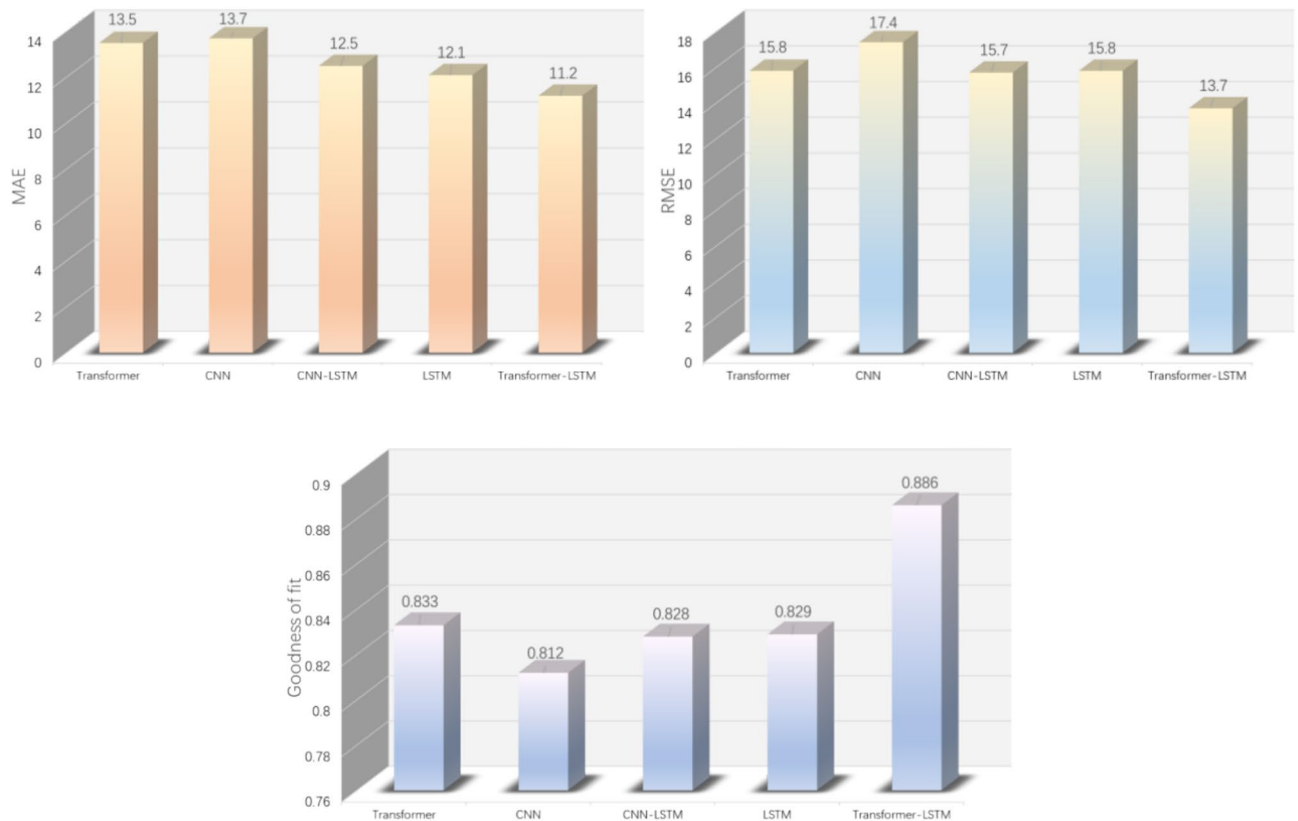 13.5
13.7
12.5
12.1
11.2
14
12
10
8
6
4
2
0
MAE
Transformer
CNN
CNN-LSTM
LSTM
Transformer-LSTM
15.8
17.4
15.7
15.8
13.7
18
16
14
12
10
8
6
4
2
0
RMSE
Transformer
CNN
CNN-LSTM
LSTM
Transformer-LSTM
0.833
0.812
0.828
0.829
0.886
0.9
0.88
0.86
0.84
0.82
0.8
0.78
0.76
Goodness of fit
Transformer
CNN
CNN-LSTM
LSTM
Transformer-LSTM